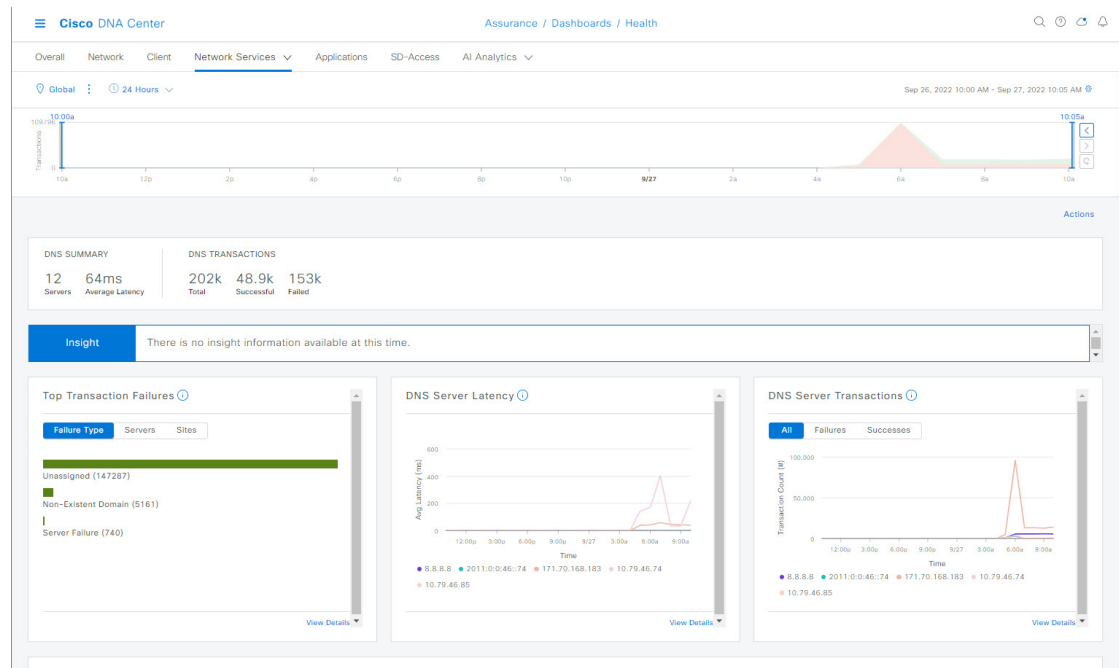 Cisco DNA Center
Assurance / Dashboards / Health
Overall Network Client Network Services Applications SD-Access AI Analytics
Global 24 Hours
Sep 26, 2022 10:00 AM - Sep 27, 2022 10:05 AM
10:00a 10:05a
109796
Transactions
0
10a 12p 2p 4p 6p 8p 10p 9/27 2a 4a 6a 8a 10a
Actions
DNS SUMMARY
12 64ms
Servers Average Latency
DNS TRANSACTIONS
202k 48.9k 153k
Total Successful Failed
Insight There is no insight information available at this time.
Top Transaction Failures
Failure Type Servers Sites
Unassigned (147287)
Non-Existent Domain (5161)
Server Failure (740)
View Details
DNS Server Latency
Avg Latency (ms)
600
400
200
0
12:00p 3:00p 6:00p 9:00p 9/27 3:00a 6:00a 9:00a
Time
8.8.8.8 2011:0:0:46::74 171.70.168.183 10.79.46.74
10.79.46.85
View Details
DNS Server Transactions
All Failures Successes
Transaction Count (#)
100,000
50,000
0
12:00p 3:00p 6:00p 9:00p 9/27 3:00a 6:00a 9:00a
Time
8.8.8.8 2011:0:0:46::74 171.70.168.183 10.79.46.74
10.79.46.85
View Details